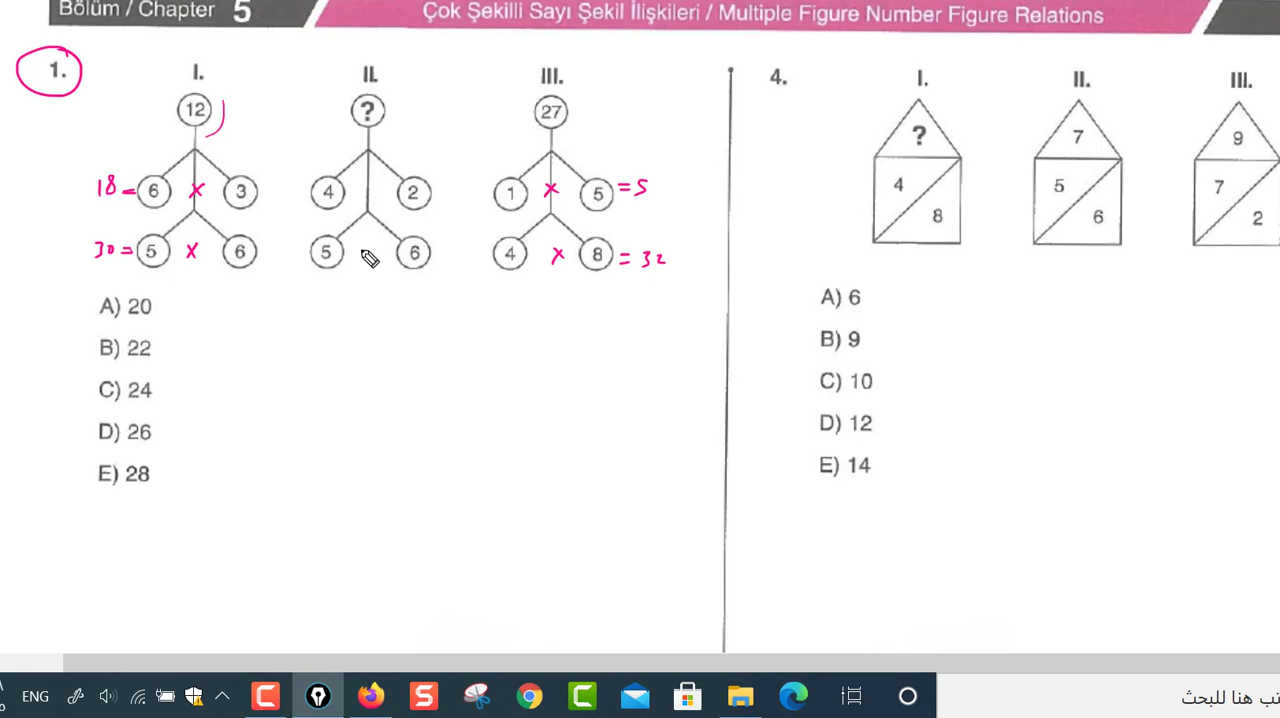 Bölüm / Chapter 5 Çok Şekilli Sayı Şekil İlişkileri / Multiple Figure Number Figure Relations
1.
I. II. III.
12 ? 27
18 = 6 x 3 4 2 1 x 5 = 5
30 = 5 x 6 5 6 4 x 8 = 32
A) 20
B) 22
C) 24
D) 26
E) 28
4.
I. II. III.
? 7 9
4 5 7
8 6 2
A) 6
B) 9
C) 10
D) 12
E) 14
ENG
تب هنا للبحث